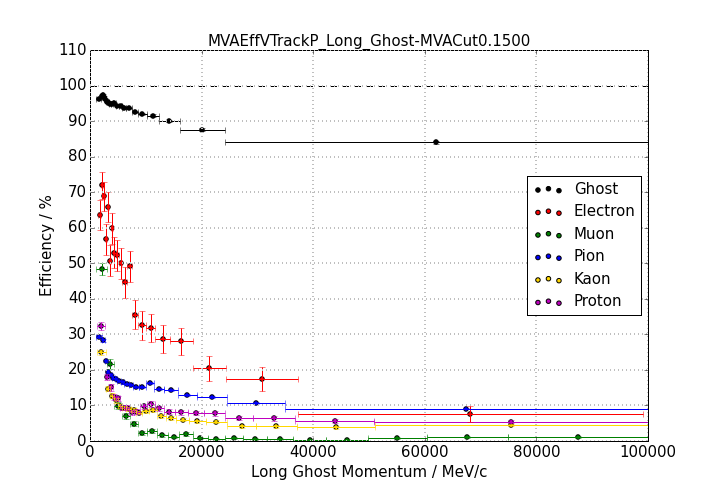 MVAEffVTrackP_Long_Ghost-MVACut0.1500
110
100
90
80
70
60
50
40
30
20
10
0
Efficiency / %
Ghost
Electron
Muon
Pion
Kaon
Proton
0 20000 40000 60000 80000 100000
Long Ghost Momentum / MeV/c